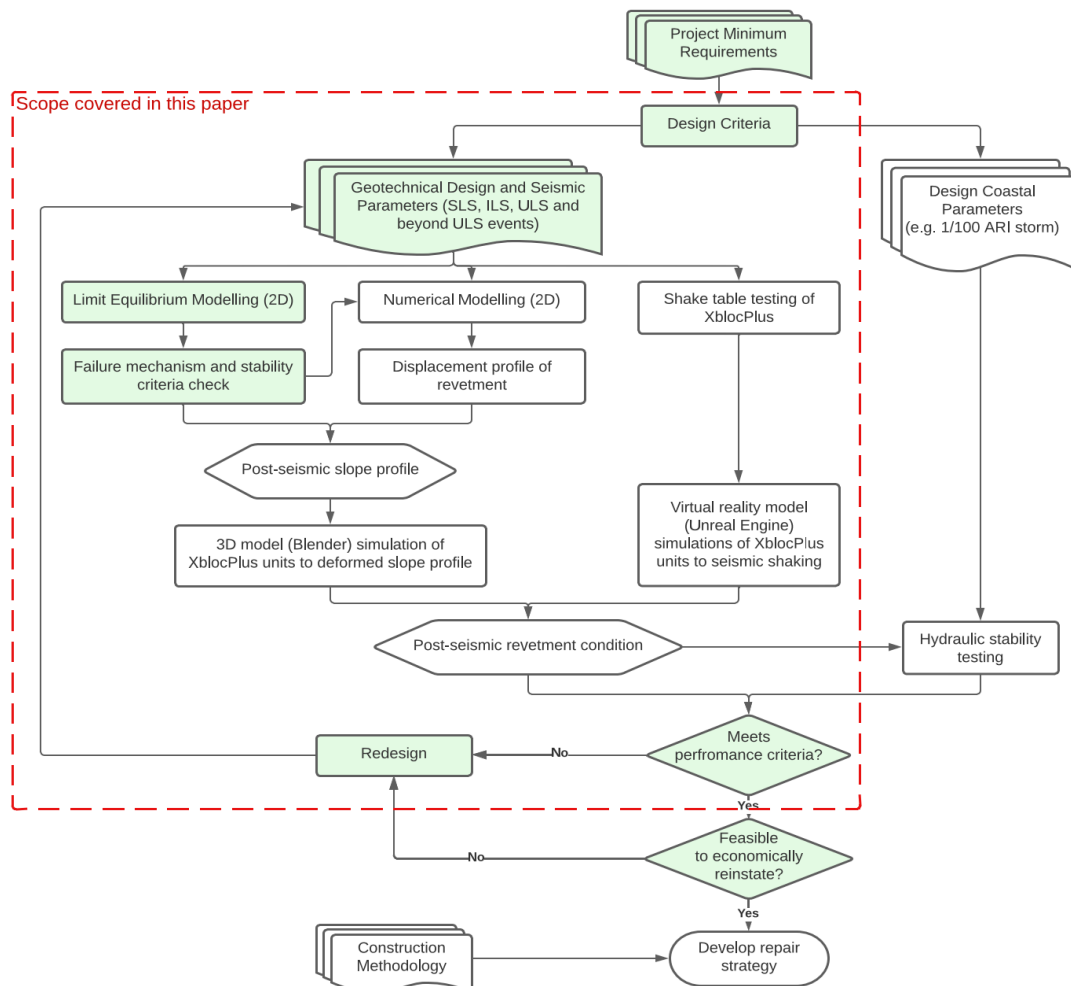 Project Minimum
Requirements
Scope covered in this paper
Design Criteria
Geotechnical Design and Seismic
Parameters (SLS, ILS, ULS and
beyond ULS events)
Design Coastal
Parameters
(e.g. 1/100 ARI storm)
Limit Equilibrium Modelling (2D)
Numerical Modelling (2D)
Shake table testing of
XblocPlus
Failure mechanism and stability
criteria check
Displacement profile of
revetment
Post-seismic slope profile
3D model (Blender) simulation of
XblocPlus units to deformed slope profile
Virtual reality model
(Unreal Engine)
simulations of XblocPlus
units to seismic shaking
Post-seismic revetment condition
Hydraulic stability
testing
Meets
perfromance criteria?
No
Redesign
Yes
Feasible
to economically
reinstate?
No
Yes
Construction
Methodology
Develop repair
strategy